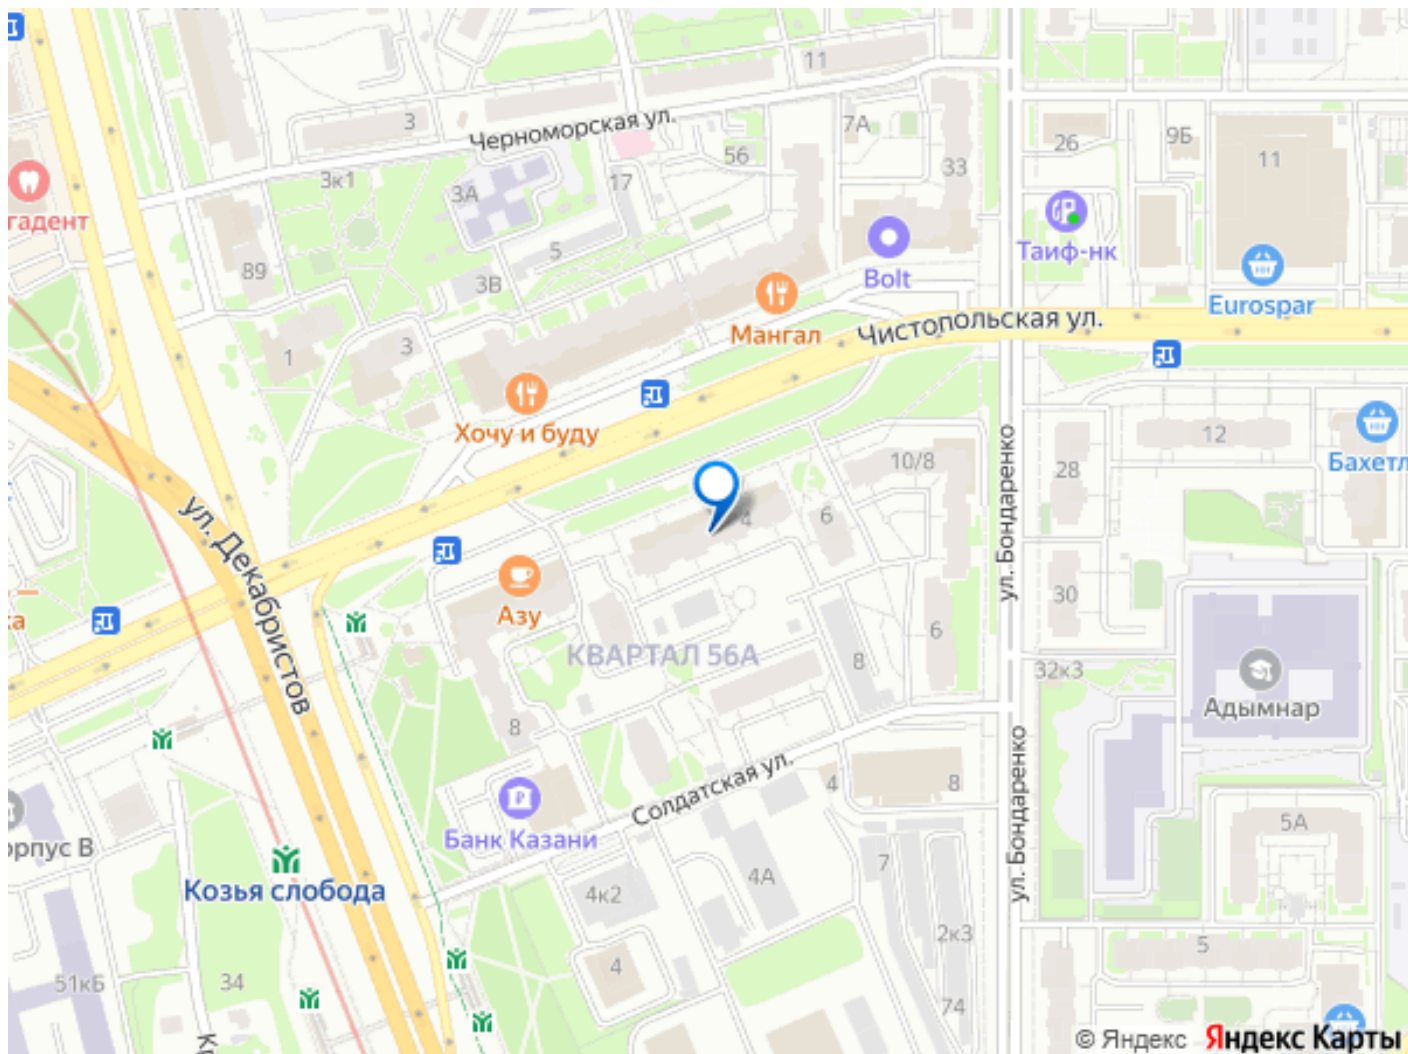 11
3
Черноморская ул.
7А
26
9Б
11
56
33
3к1
3А
17
гадент
Таиф-нк
5
89
3В
Bolt
Eurospar
Мангал
Чистопольская ул.
1
3
Хочу и буду
12
28
Бахетл
10/8
ул. Декабристов
4
6
ул. Бондаренко
30
Азу
ка
6
КВАРТАЛ 56А
8
32к3
Адымнар
8
Солдатская ул.
4
8
ул. Бондаренко
5А
Банк Казани
орпус В
Козья слобода
4к2
4А
7
2к3
5
51кБ
34
4
74
© Яндекс Яндекс Карты